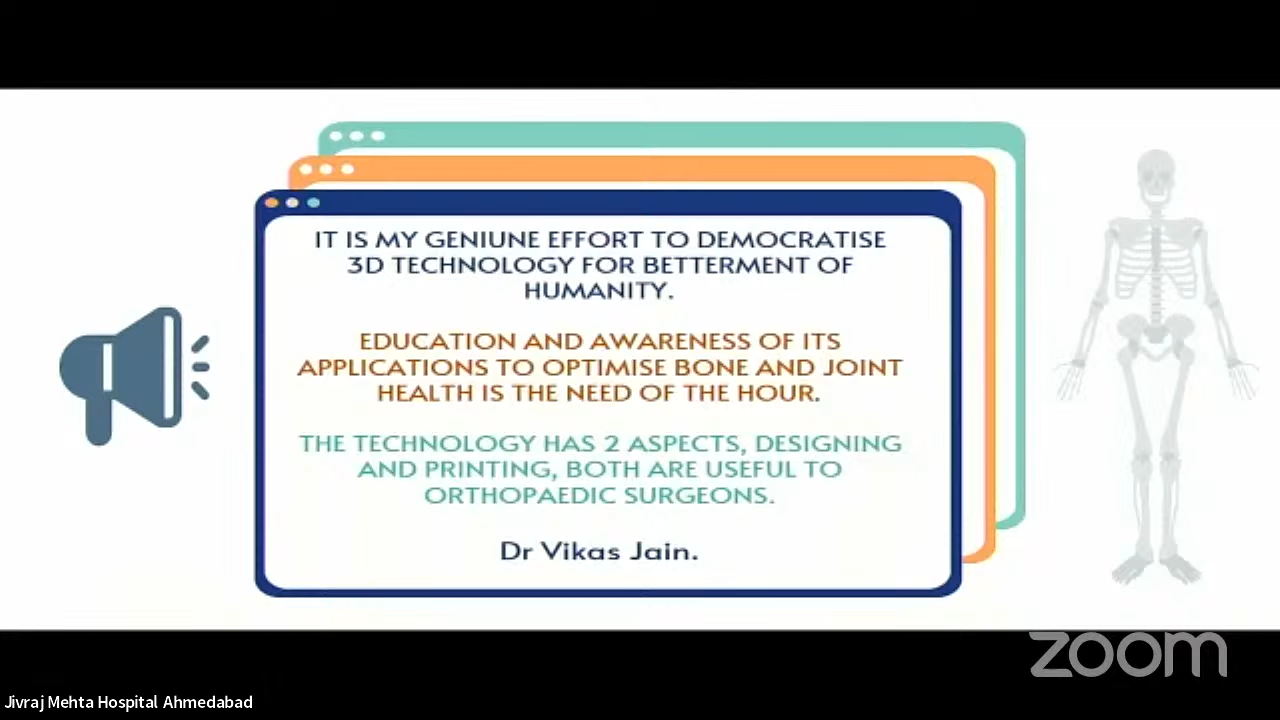 IT IS MY GENIUNE EFFORT TO DEMOCRATISE
3D TECHNOLOGY FOR BETTERMENT OF
HUMANITY.
EDUCATION AND AWARENESS OF ITS
APPLICATIONS TO OPTIMISE BONE AND JOINT
HEALTH IS THE NEED OF THE HOUR.
THE TECHNOLOGY HAS 2 ASPECTS, DESIGNING
AND PRINTING, BOTH ARE USEFUL TO
ORTHOPAEDIC SURGEONS.
Dr Vikas Jain.
zoom
Jivraj Mehta Hospital Ahmedabad